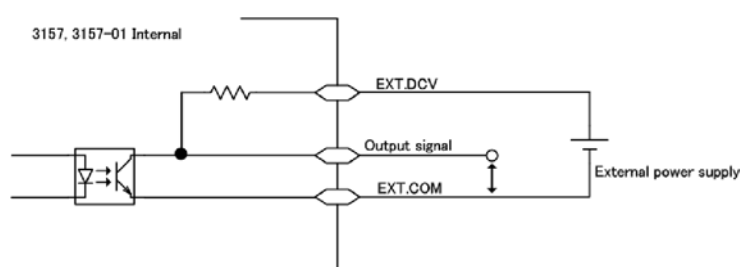 3157, 3157-01 Internal
EXT.DCV
Output signal
EXT.COM
External power supply